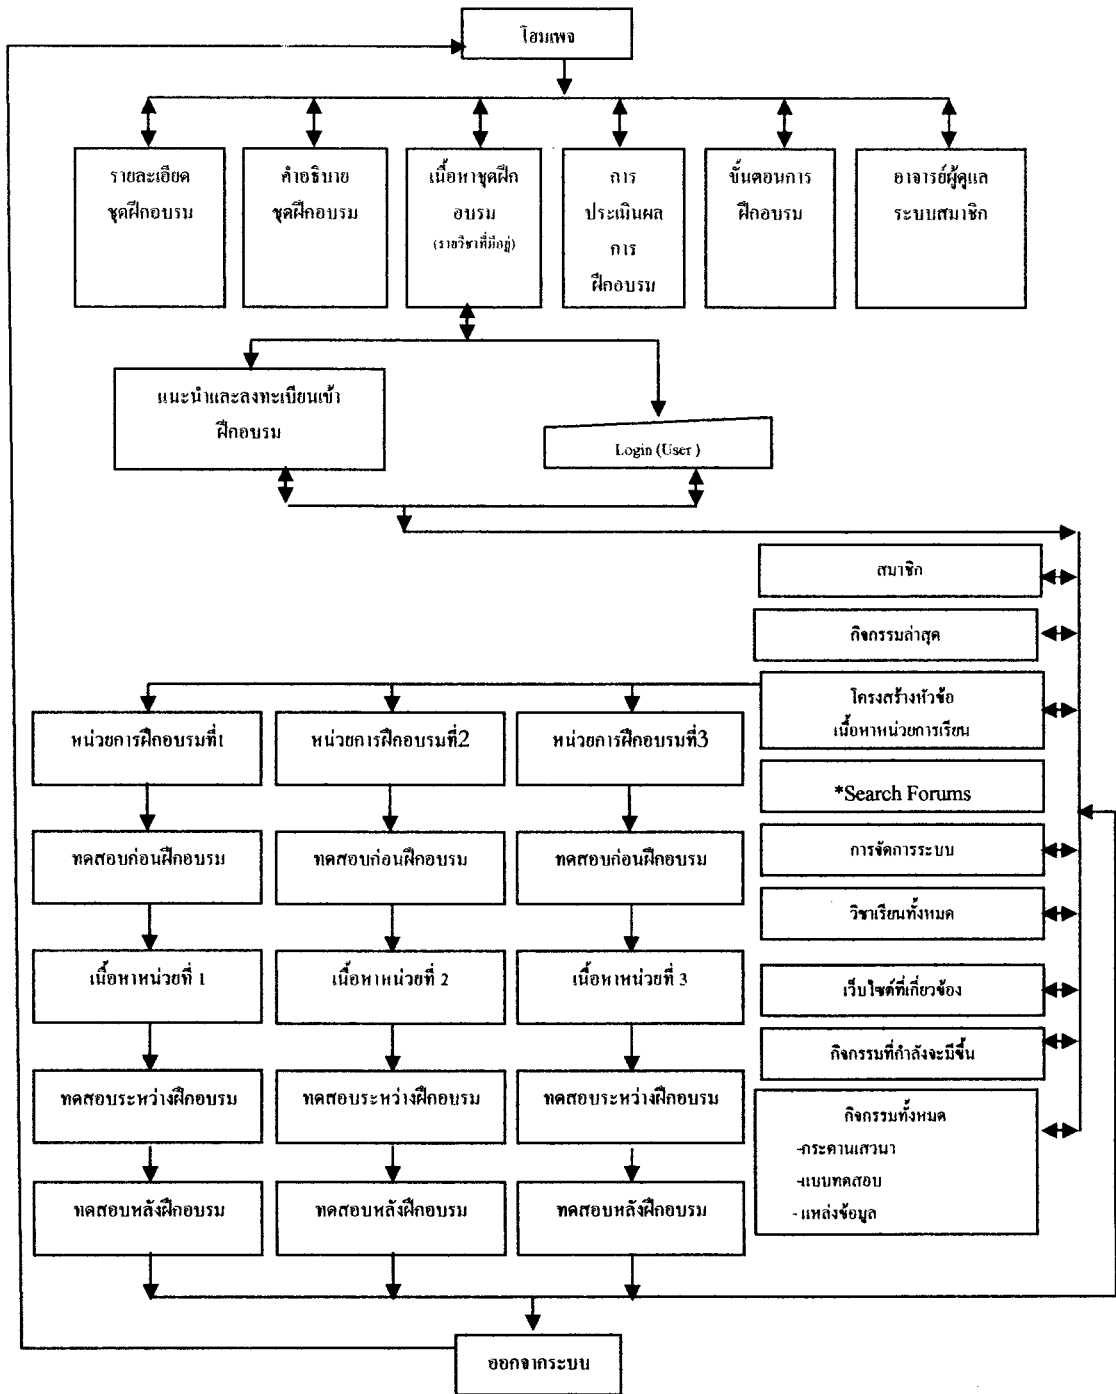 โฮมเพจ
รายละเอียด
ชุดฝึกอบรม
คำอธิบาย
ชุดฝึกอบรม
เนื้อหาชุดฝึก
อบรม
(รายวิชาที่มีอยู่)
การ
ประเมินผล
การ
ฝึกอบรม
ขั้นตอนการ
ฝึกอบรม
อาจารย์ผู้ดูแล
ระบบสมาชิก
แนะนำและลงทะเบียนเข้า
ฝึกอบรม
Login (User )
สมาชิก
กิจกรรมล่าสุด
โครงสร้างหัวข้อ
เนื้อหาหน่วยการเรียน
*Search Forums
การจัดการระบบ
วิชาเรียนทั้งหมด
เว็บไซต์ที่เกี่ยวข้อง
กิจกรรมที่กำลังจะมีขึ้น
กิจกรรมทั้งหมด
-กระดานเสวนา
-แบบทดสอบ
- แหล่งข้อมูล
หน่วยการฝึกอบรมที่1
หน่วยการฝึกอบรมที่2
หน่วยการฝึกอบรมที่3
ทดสอบก่อนฝึกอบรม
ทดสอบก่อนฝึกอบรม
ทดสอบก่อนฝึกอบรม
เนื้อหาหน่วยที่ 1
เนื้อหาหน่วยที่ 2
เนื้อหาหน่วยที่ 3
ทดสอบระหว่างฝึกอบรม
ทดสอบระหว่างฝึกอบรม
ทดสอบระหว่างฝึกอบรม
ทดสอบหลังฝึกอบรม
ทดสอบหลังฝึกอบรม
ทดสอบหลังฝึกอบรม
ออกจากระบบ